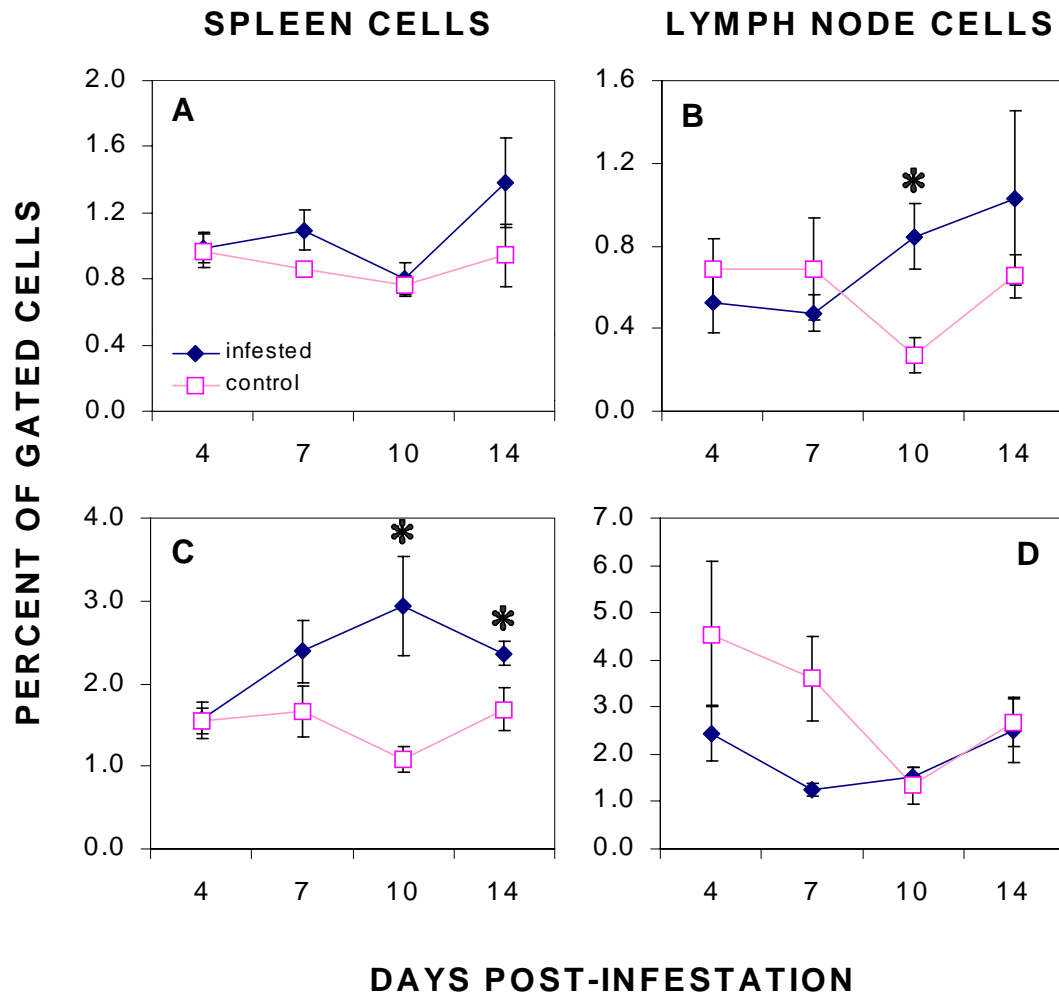 SPLEEN CELLS
LYMPH NODE CELLS
PERCENT OF GATED CELLS
2.0
1.6
1.2
0.8
0.4
0.0
A
infested
control
4 7 10 14
1.6
1.2
0.8
0.4
0.0
B
*
4 7 10 14
4.0
3.0
2.0
1.0
0.0
C
*
*
4 7 10 14
7.0
6.0
5.0
4.0
3.0
2.0
1.0
0.0
D
4 7 10 14
DAYS POST-INFESTATION